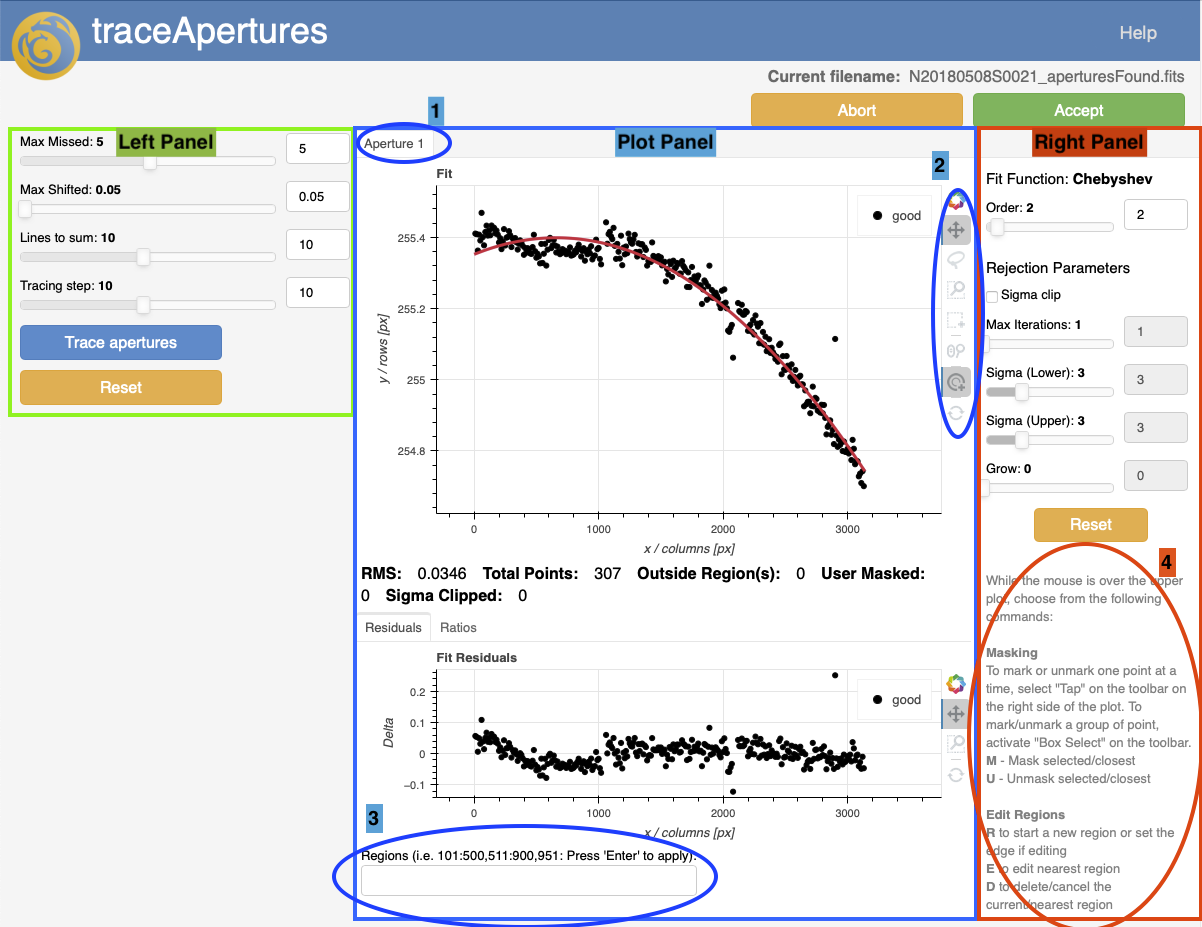 traceApertures
Help
Current filename: N20180508S0021_aperturesFound.fits
Abort
Accept
Left Panel
Max Missed: 5
5
Max Shifted: 0.05
0.05
Lines to sum: 10
10
Tracing step: 10
10
Trace apertures
Reset
1
Aperture 1
Plot Panel
2
Fit
good
255.4
255.2
255
254.8
y / rows [px]
0
1000
2000
3000
x / columns [px]
RMS: 0.0346 Total Points: 307 Outside Region(s): 0 User Masked:
0 Sigma Clipped: 0
Residuals
Ratios
Fit Residuals
good
0.2
0.1
0
−0.1
Delta
0
1000
2000
3000
x / columns [px]
3
Regions (i.e. 101:500,511:900,951: Press 'Enter' to apply):
Right Panel
Fit Function: Chebyshev
Order: 2
2
Rejection Parameters
Sigma clip
Max Iterations: 1
1
Sigma (Lower): 3
3
Sigma (Upper): 3
3
Grow: 0
0
Reset
4
While the mouse is over the upper
plot, choose from the following
commands:
Masking
To mark or unmark one point at a
time, select "Tap" on the toolbar on
the right side of the plot. To
mark/unmark a group of point,
activate "Box Select" on the toolbar.
M - Mask selected/closest
U - Unmask selected/closest
Edit Regions
R to start a new region or set the
edge if editing
E to edit nearest region
D to delete/cancel the
current/nearest region